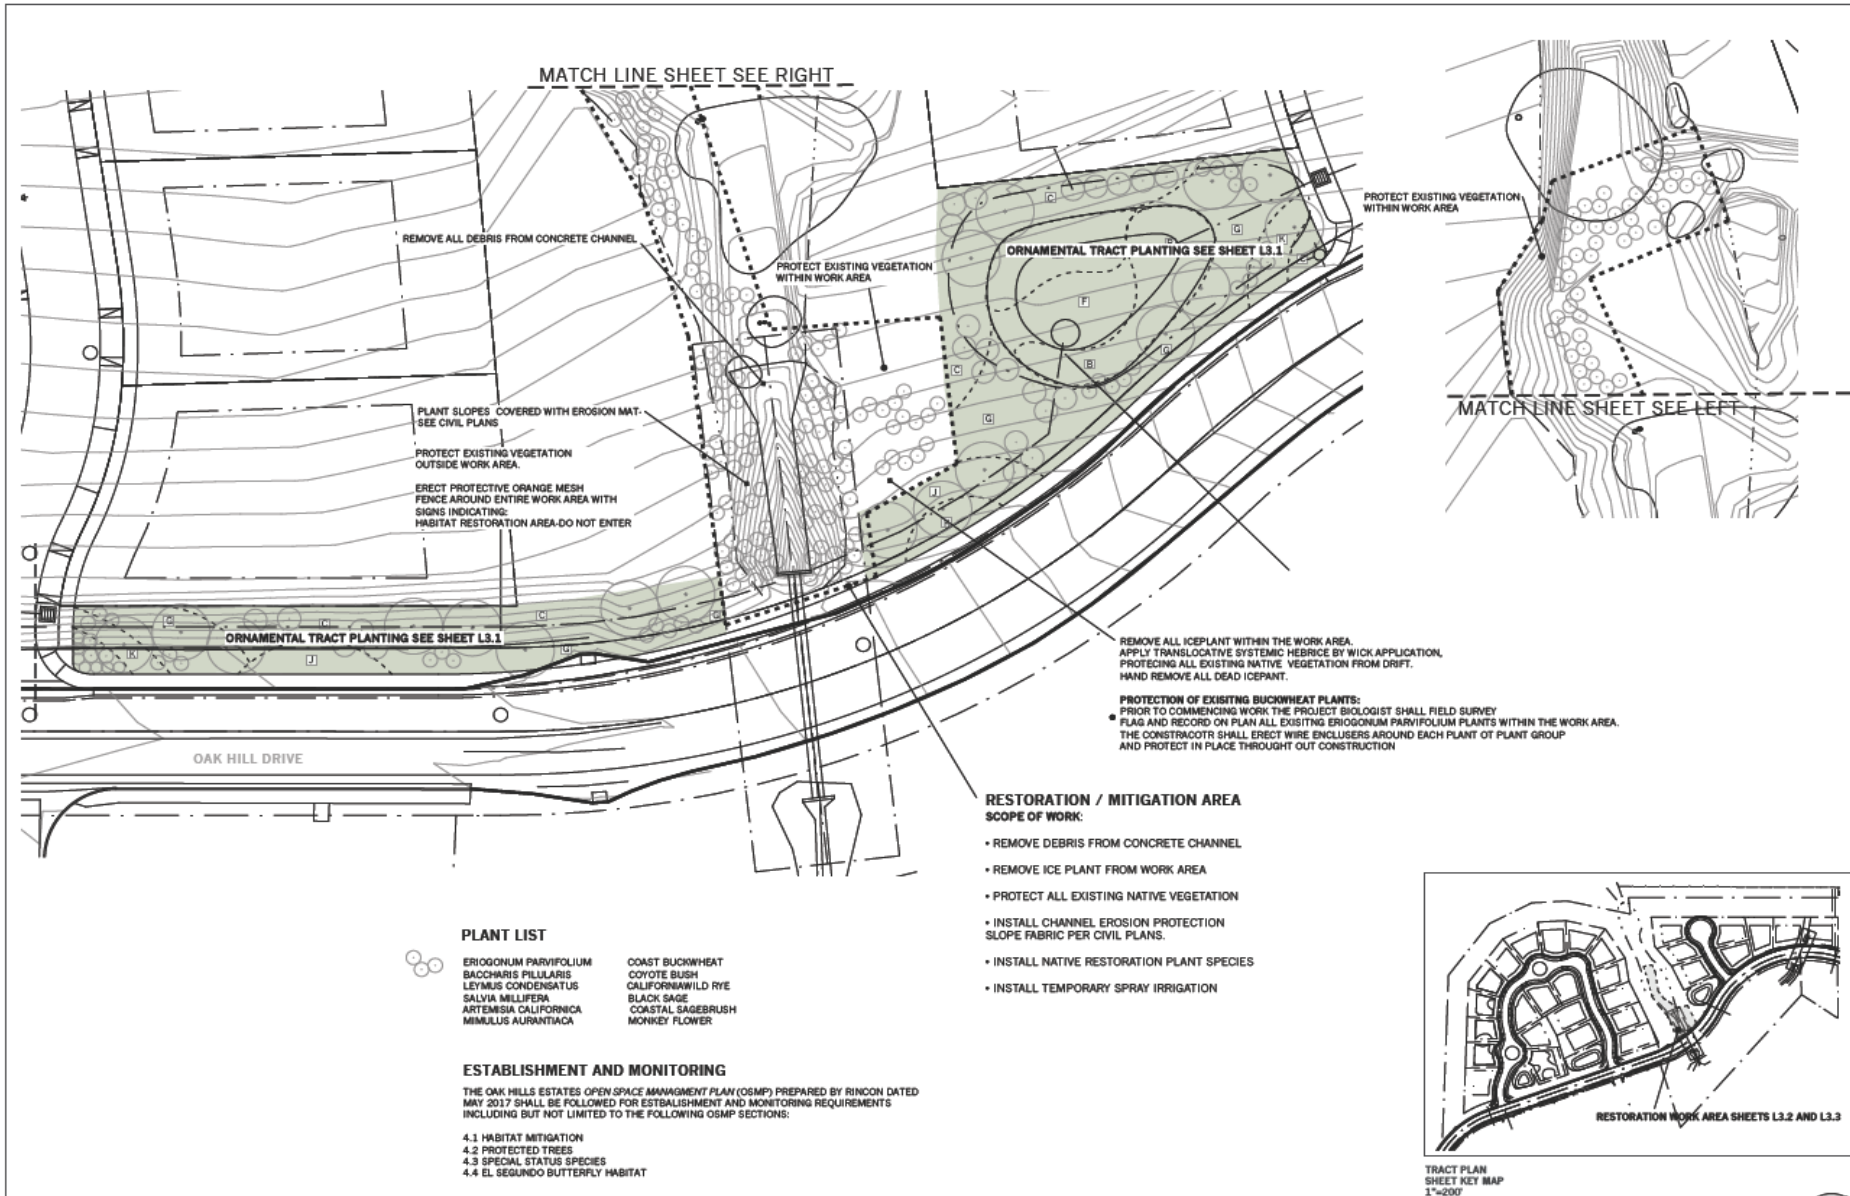 MATCH LINE SHEET SEE RIGHT
REMOVE ALL DEBRIS FROM CONCRETE CHANNEL
PROTECT EXISTING VEGETATION
WITHIN WORK AREA
ORNAMENTAL TRACT PLANTING SEE SHEET L3.1
PROTECT EXISTING VEGETATION
WITHIN WORK AREA
MATCH LINE SHEET SEE LEFT
PLANT SLOPES COVERED WITH EROSION MAT-
SEE CIVIL PLANS
PROTECT EXISTING VEGETATION
OUTSIDE WORK AREA.
ERECT PROTECTIVE ORANGE MESH
FENCE AROUND ENTIRE WORK AREA WITH
SIGNS INDICATING:
HABITAT RESTORATION AREA-DO NOT ENTER
C
G
K
F
B
G
C
G
J
G
C
C
G
ORNAMENTAL TRACT PLANTING SEE SHEET L3.1
K
J
G
OAK HILL DRIVE
REMOVE ALL ICEPLANT WITHIN THE WORK AREA.
APPLY TRANSLOCATIVE SYSTEMIC HEBRICE BY WICK APPLICATION,
PROTECING ALL EXISTING NATIVE VEGETATION FROM DRIFT.
HAND REMOVE ALL DEAD ICEPANT.
PROTECTION OF EXISITNG BUCKWHEAT PLANTS:
PRIOR TO COMMENCING WORK THE PROJECT BIOLOGIST SHALL FIELD SURVEY
FLAG AND RECORD ON PLAN ALL EXISITNG ERIOGONUM PARVIFOLIUM PLANTS WITHIN THE WORK AREA.
THE CONSTRACOTR SHALL ERECT WIRE ENCLUSERS AROUND EACH PLANT OT PLANT GROUP
AND PROTECT IN PLACE THROUGHT OUT CONSTRUCTION
RESTORATION / MITIGATION AREA
SCOPE OF WORK:
• REMOVE DEBRIS FROM CONCRETE CHANNEL
• REMOVE ICE PLANT FROM WORK AREA
• PROTECT ALL EXISTING NATIVE VEGETATION
• INSTALL CHANNEL EROSION PROTECTION
SLOPE FABRIC PER CIVIL PLANS.
• INSTALL NATIVE RESTORATION PLANT SPECIES
• INSTALL TEMPORARY SPRAY IRRIGATION
PLANT LIST
ERIOGONUM PARVIFOLIUM COAST BUCKWHEAT
BACCHARIS PILULARIS COYOTE BUSH
LEYMUS CONDENSATUS CALIFORNIAWILD RYE
SALVIA MILLIFERA BLACK SAGE
ARTEMISIA CALIFORNICA COASTAL SAGEBRUSH
MIMULUS AURANTIACA MONKEY FLOWER
ESTABLISHMENT AND MONITORING
THE OAK HILLS ESTATES OPEN SPACE MANAGMENT PLAN (OSMP) PREPARED BY RINCON DATED
MAY 2017 SHALL BE FOLLOWED FOR ESTBALISHMENT AND MONITORING REQUIREMENTS
INCLUDING BUT NOT LIMITED TO THE FOLLOWING OSMP SECTIONS:
4.1 HABITAT MITIGATION
4.2 PROTECTED TREES
4.3 SPECIAL STATUS SPECIES
4.4 EL SEGUNDO BUTTERFLY HABITAT
RESTORATION WORK AREA SHEETS L3.2 AND L3.3
TRACT PLAN
SHEET KEY MAP
1"=200'